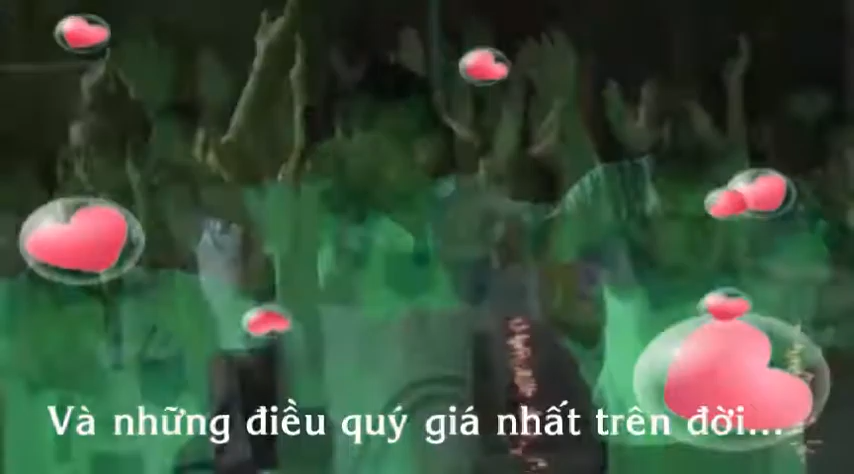 Và những điều quý giá nhất trên đời...